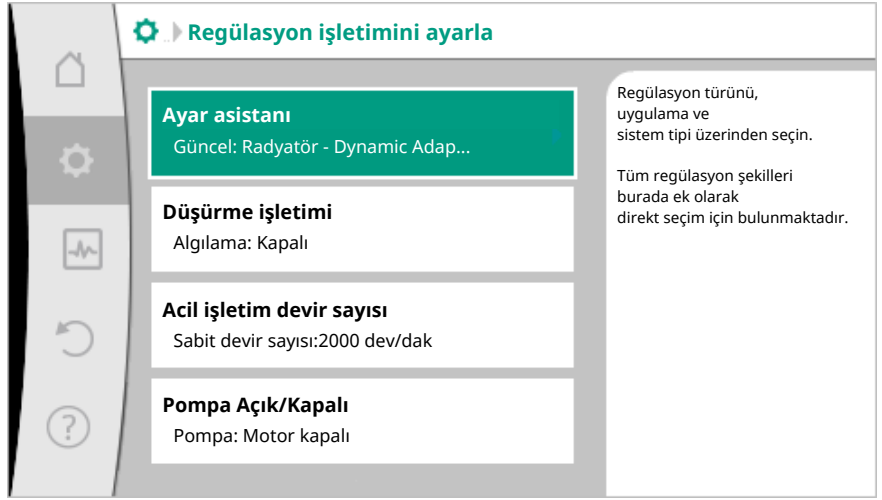 Regülasyon işletimini ayarla
Ayar asistanı
Güncel: Radyatör - Dynamic Adap...
Düşürme işletimi
Algılama: Kapalı
Acil işletim devir sayısı
Sabit devir sayısı:2000 dev/dak
Pompa Açık/Kapalı
Pompa: Motor kapalı
Regülasyon türünü,
uygulama ve
sistem tipi üzerinden seçin.
Tüm regülasyon şekilleri
burada ek olarak
direkt seçim için bulunmaktadır.